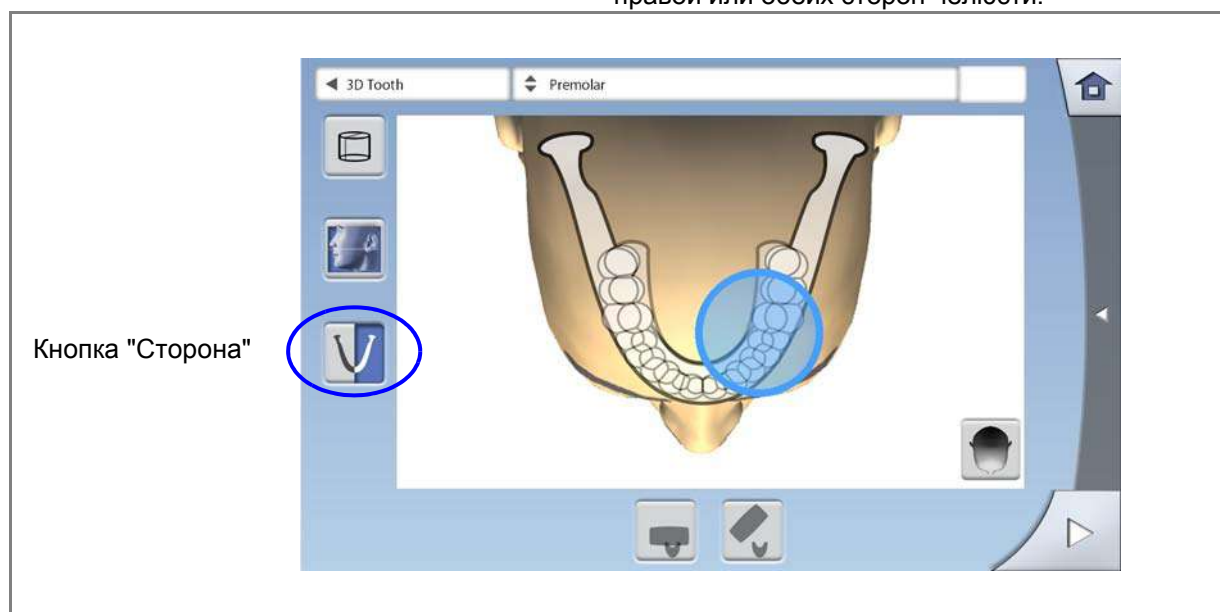 правой или обеих сторон челюсти.
3D Tooth
Premolar
Кнопка "Сторона"